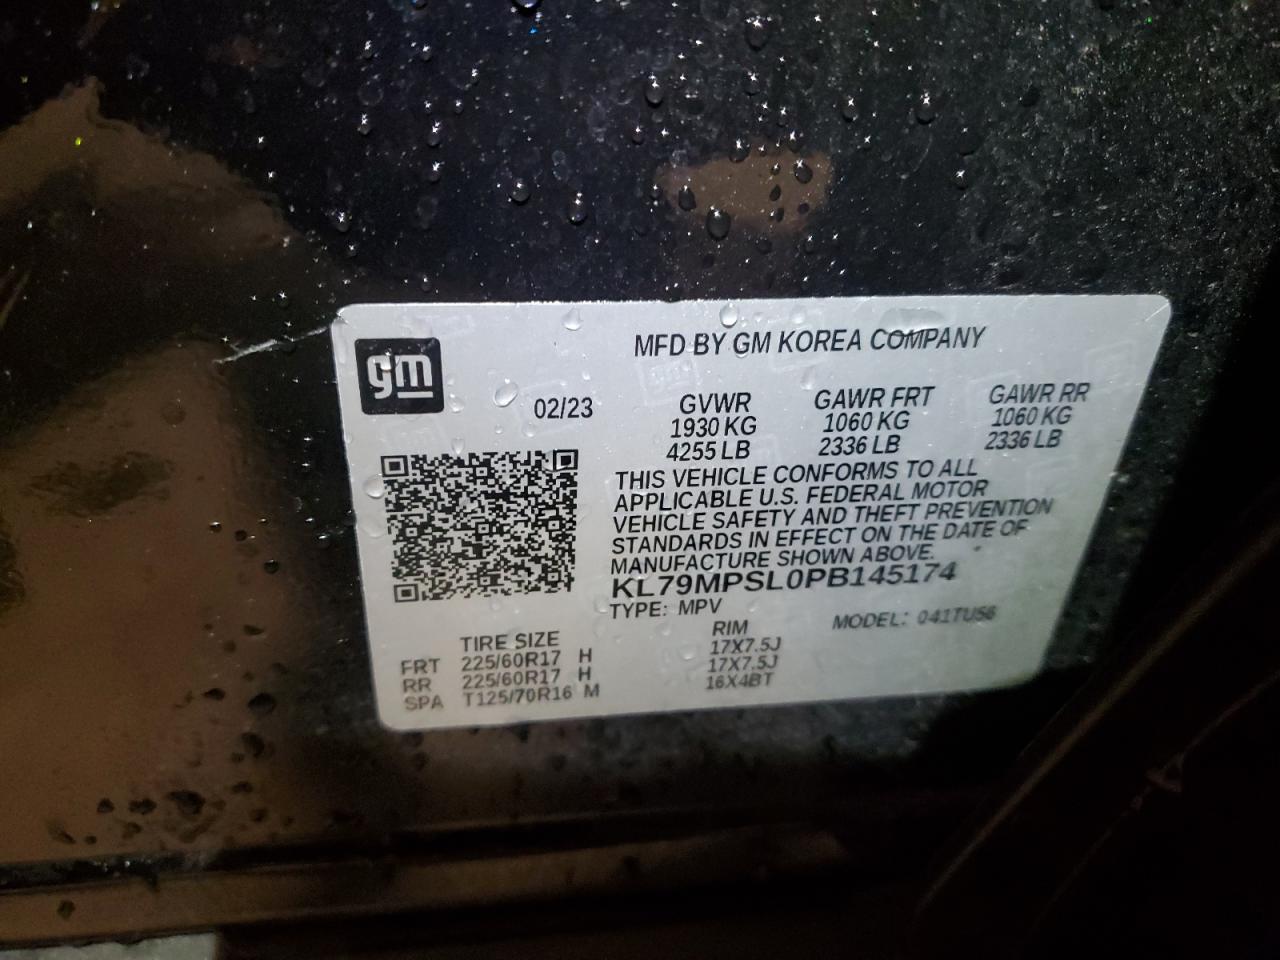 gm
MFD BY GM KOREA COMPANY
02/23
GVWR GAWR FRT GAWR RR
1930 KG 1060 KG 1060 KG
4255 LB 2336 LB 2336 LB
THIS VEHICLE CONFORMS TO ALL
APPLICABLE U.S. FEDERAL MOTOR
VEHICLE SAFETY AND THEFT PREVENTION
STANDARDS IN EFFECT ON THE DATE OF
MANUFACTURE SHOWN ABOVE.
KL79MPSL0PB145174
TYPE: MPV MODEL: 041TU56
TIRE SIZE RIM
FRT 225/60R17 H 17X7.5J
RR 225/60R17 H 17X7.5J
SPA T125/70R16 M 16X4BT